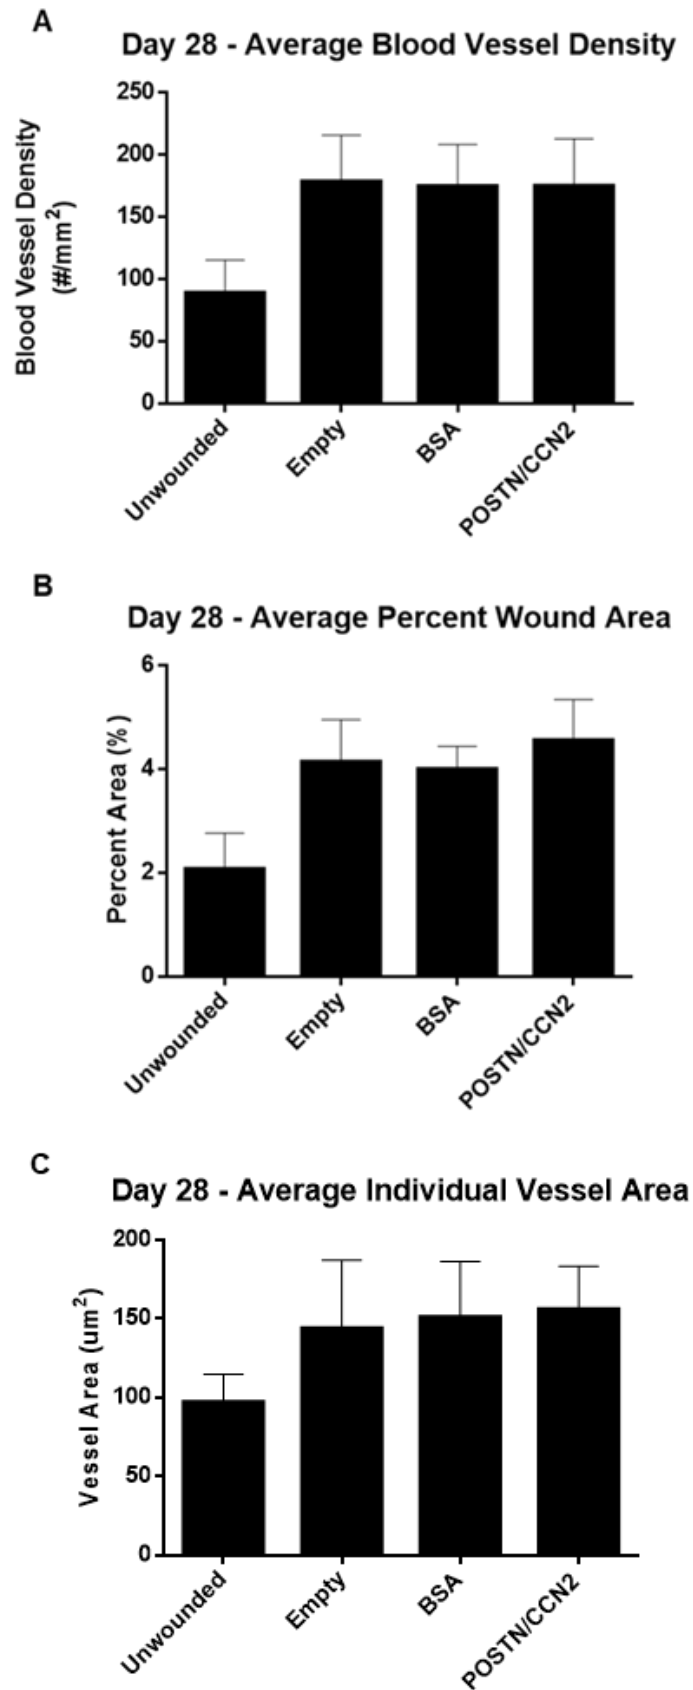 A
Day 28 - Average Blood Vessel Density
Blood Vessel Density
(#/mm²)
250
200
150
100
50
0
Unwounded
Empty
BSA
POSTN/CCN2
B
Day 28 - Average Percent Wound Area
Percent Area (%)
6
4
2
0
Unwounded
Empty
BSA
POSTN/CCN2
C
Day 28 - Average Individual Vessel Area
Vessel Area (um²)
200
150
100
50
0
Unwounded
Empty
BSA
POSTN/CCN2